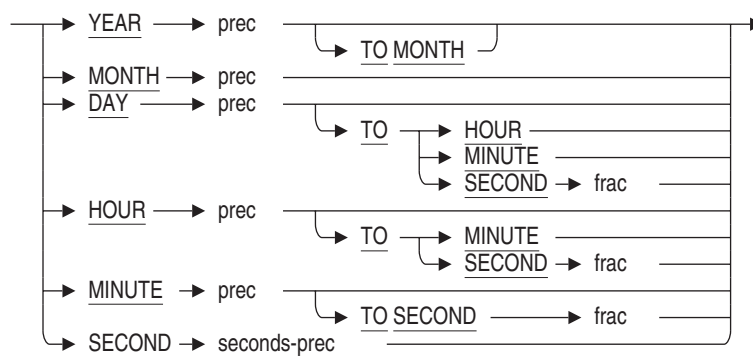 YEAR prec
TO MONTH
MONTH prec
DAY prec
TO HOUR
MINUTE
SECOND frac
HOUR prec
TO MINUTE
SECOND frac
MINUTE prec
TO SECOND frac
SECOND seconds-prec